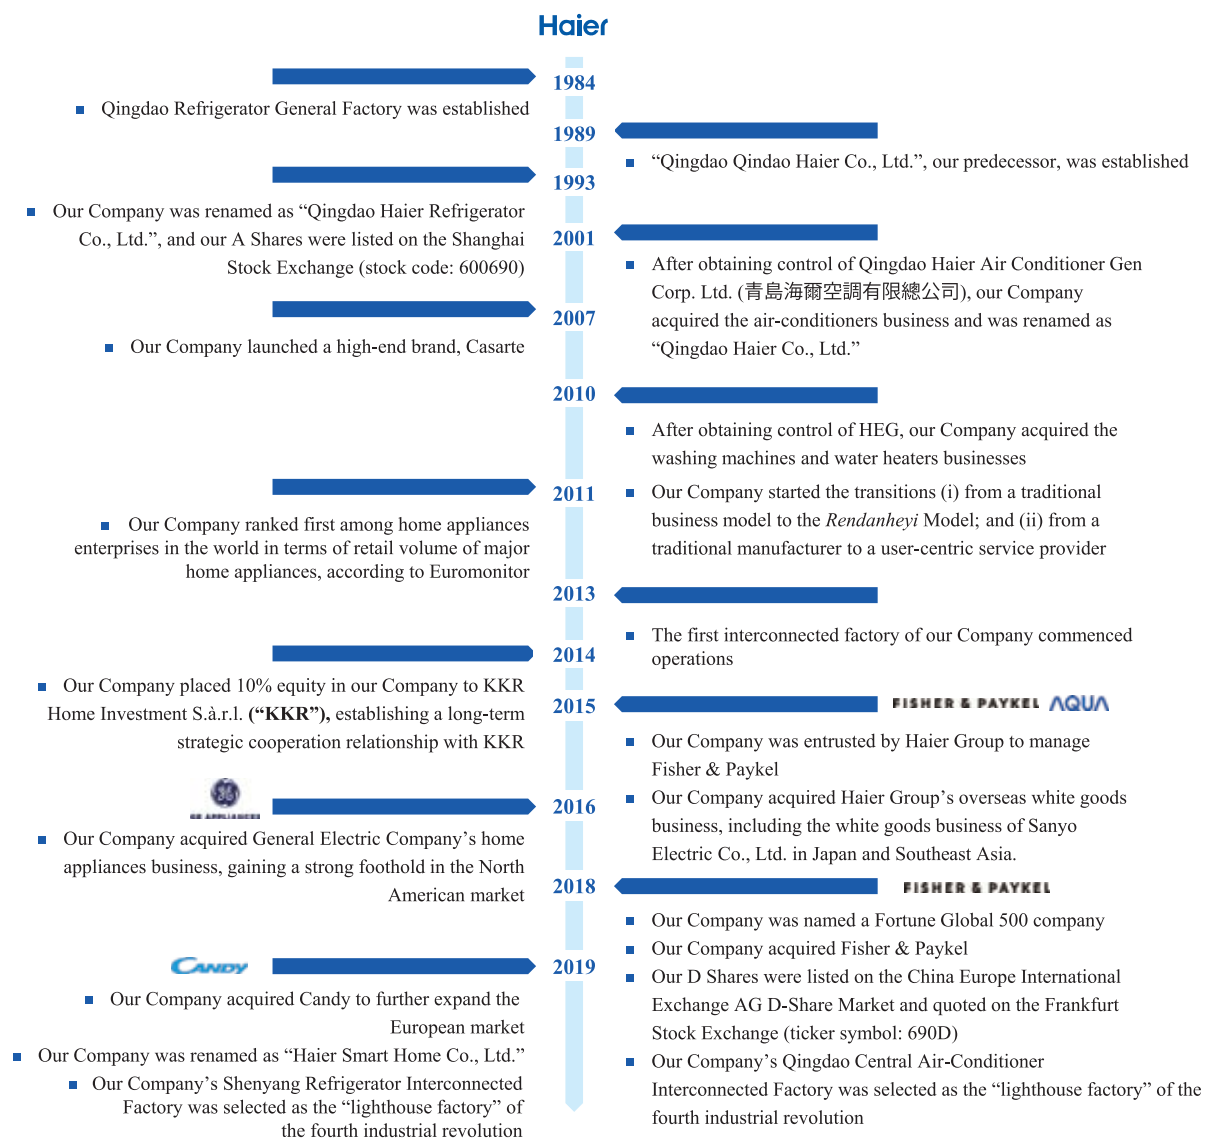 Haier
1984
Qingdao Refrigerator General Factory was established
1989
“Qingdao Qindao Haier Co., Ltd.”, our predecessor, was established
1993
Our Company was renamed as “Qingdao Haier Refrigerator
Co., Ltd.”, and our A Shares were listed on the Shanghai
Stock Exchange (stock code: 600690)
2001
After obtaining control of Qingdao Haier Air Conditioner Gen
Corp. Ltd. (青島海爾空調有限總公司), our Company
acquired the air-conditioners business and was renamed as
“Qingdao Haier Co., Ltd.”
2007
Our Company launched a high-end brand, Casarte
2010
After obtaining control of HEG, our Company acquired the
washing machines and water heaters businesses
Our Company started the transitions (i) from a traditional
business model to the Rendanheyi Model; and (ii) from a
traditional manufacturer to a user-centric service provider
2011
Our Company ranked first among home appliances
enterprises in the world in terms of retail volume of major
home appliances, according to Euromonitor
2013
The first interconnected factory of our Company commenced
operations
2014
Our Company placed 10% equity in our Company to KKR
Home Investment S.à.r.l. (“KKR”), establishing a long-term
strategic cooperation relationship with KKR
2015
FISHER & PAYKEL AQUA
Our Company was entrusted by Haier Group to manage
Fisher & Paykel
Our Company acquired Haier Group’s overseas white goods
business, including the white goods business of Sanyo
Electric Co., Ltd. in Japan and Southeast Asia.
GE APPLIANCES
2016
Our Company acquired General Electric Company’s home
appliances business, gaining a strong foothold in the North
American market
2018
FISHER & PAYKEL
Our Company was named a Fortune Global 500 company
Our Company acquired Fisher & Paykel
Our D Shares were listed on the China Europe International
Exchange AG D-Share Market and quoted on the Frankfurt
Stock Exchange (ticker symbol: 690D)
Our Company’s Qingdao Central Air-Conditioner
Interconnected Factory was selected as the “lighthouse factory” of the
fourth industrial revolution
CANDY
2019
Our Company acquired Candy to further expand the
European market
Our Company was renamed as “Haier Smart Home Co., Ltd.”
Our Company’s Shenyang Refrigerator Interconnected
Factory was selected as the “lighthouse factory” of
the fourth industrial revolution